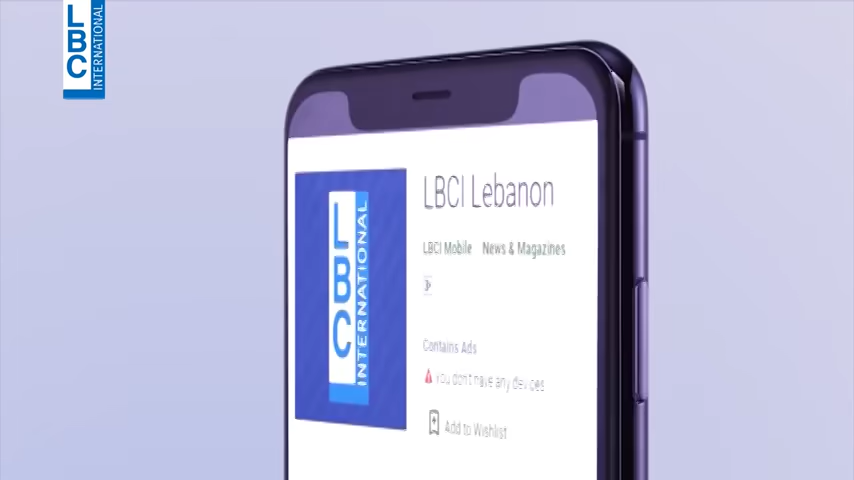 LBC
INTERNATIONAL
LBCI Lebanon
LBCI Mobile News & Magazines
LBC
INTERNATIONAL
Contains Ads
You don't have any devices
Add to Wishlist